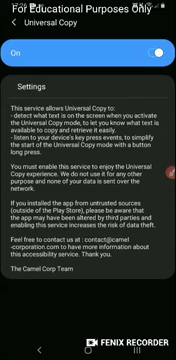 For Educational Purposes Only
Universal Copy
On
Settings
This service allows Universal Copy to:
- detect what text is on the screen when you activate
the Universal Copy mode, to let you know what text is
available to copy and retrieve it easily.
- listen to your device's key press events, to simplify
the start of the Universal Copy mode with a button
long press.
You must enable this service to enjoy the Universal
Copy experience. We do not use it for any other
purpose and none of your data is sent over the
network.
If you installed the app from untrusted sources
(outside of the Play Store), please be aware that
the app may have been altered by third parties and
enabling this service increases the risk of data theft.
Feel free to contact us at : contact@camel
-corporation.com to have more information about
this accessibility service. Thank you.
The Camel Corp Team
FENIX RECORDER